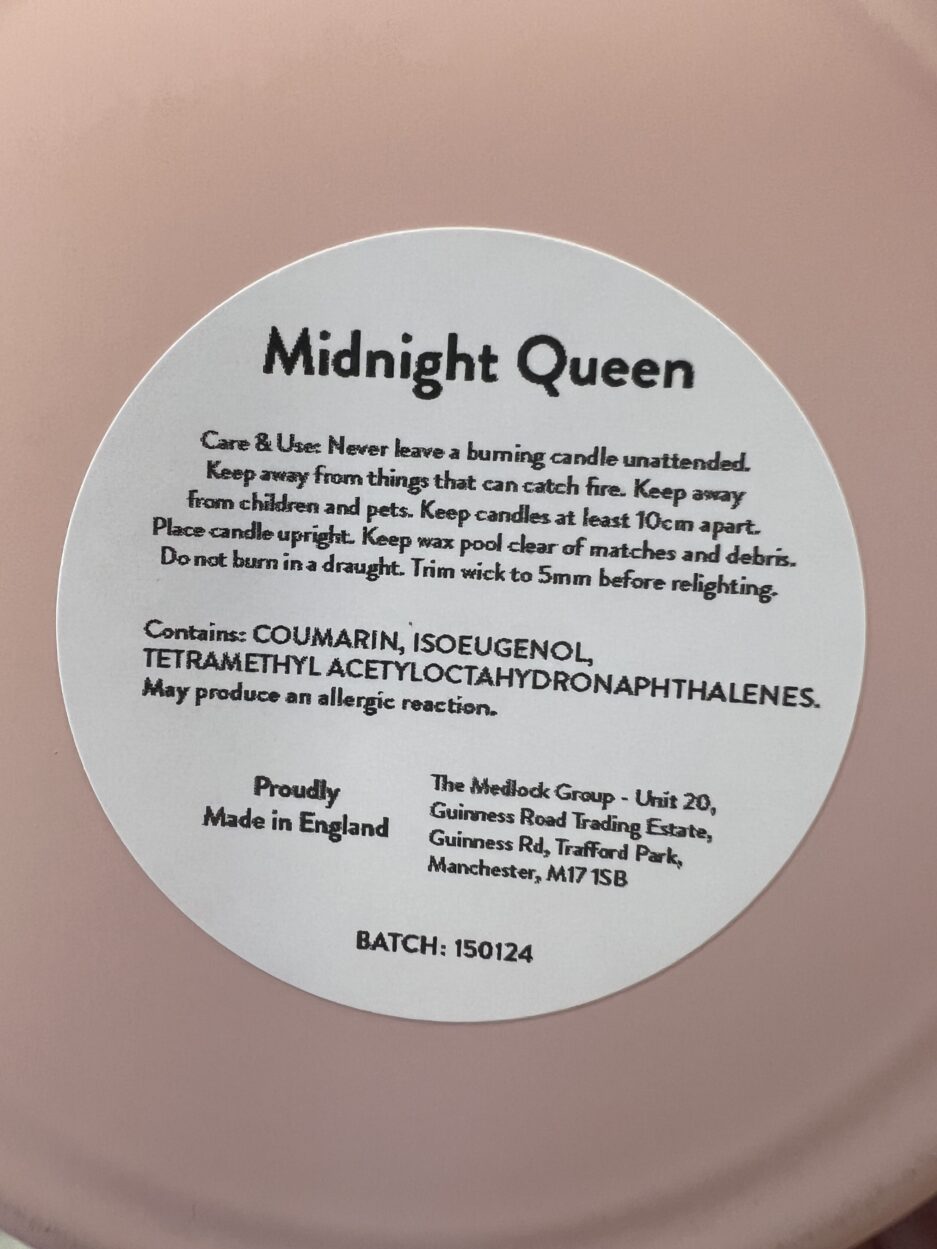 Midnight Queen
Care & Use: Never leave a burning candle unattended.
Keep away from things that can catch fire. Keep away
from children and pets. Keep candles at least 10cm apart.
Place candle upright. Keep wax pool clear of matches and debris.
Do not burn in a draught. Trim wick to 5mm before relighting.
Contains: COUMARIN, ISOEUGENOL,
TETRAMETHYL ACETYLOCTAHYDRONAPHTHALENES.
May produce an allergic reaction.
Proudly
Made in England
The Medlock Group - Unit 20,
Guinness Road Trading Estate,
Guinness Rd, Trafford Park,
Manchester, M17 1SB
BATCH: 150124